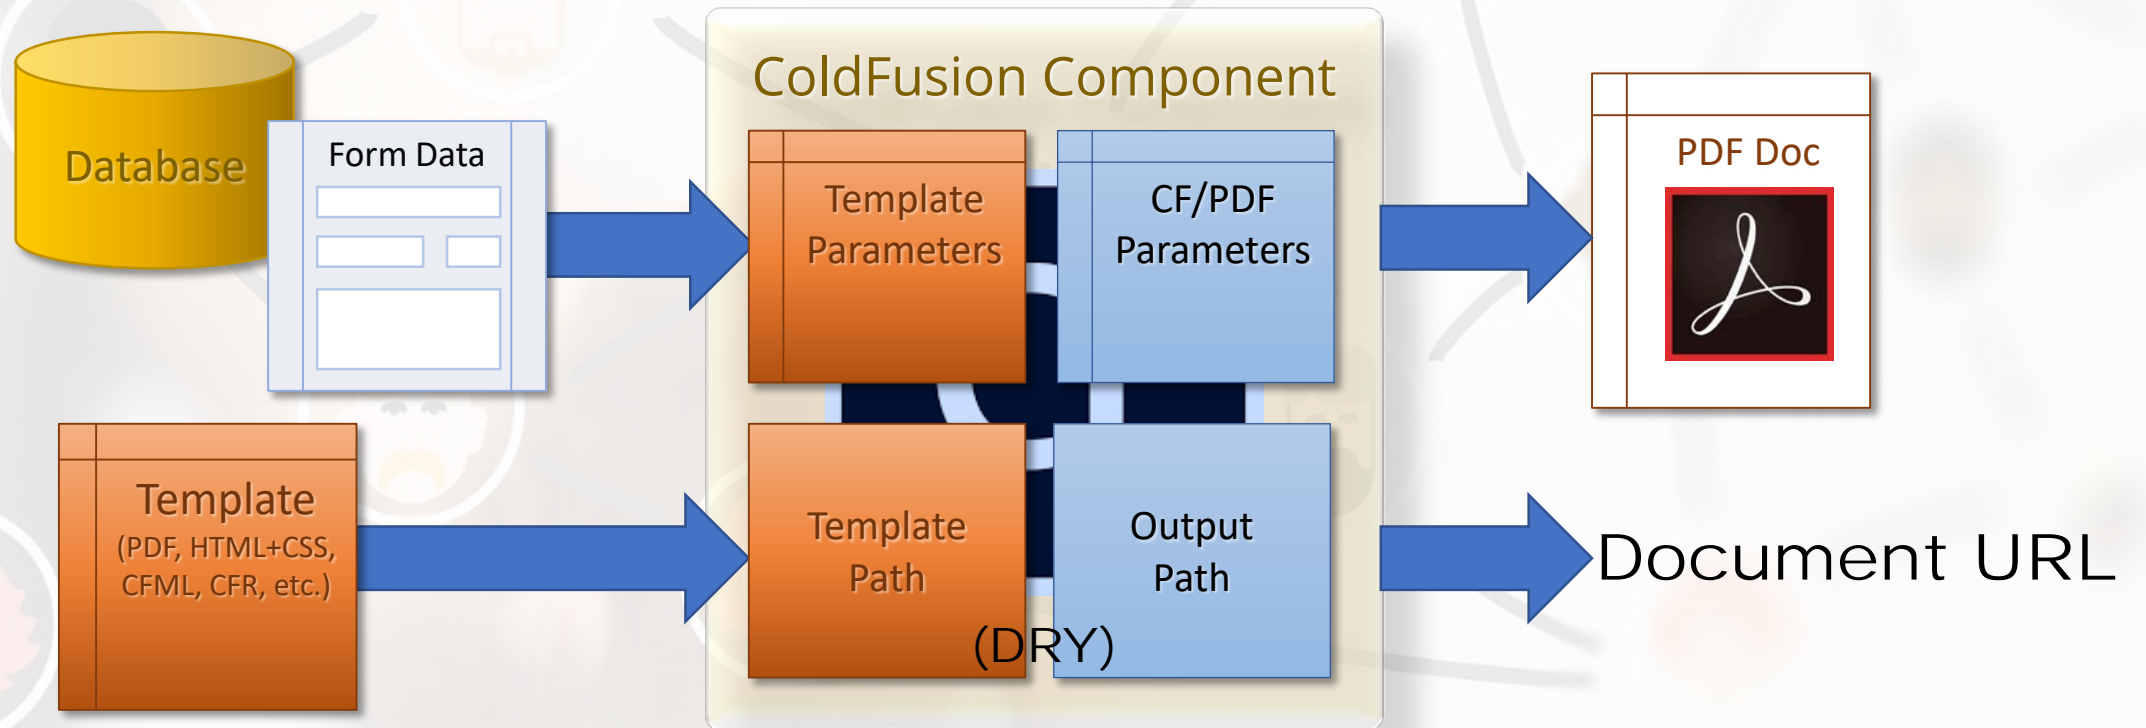 ColdFusion Component
Database
Form Data
Template
Parameters
CF/PDF
Parameters
PDF Doc
Template
(PDF, HTML+CSS,
CFML, CFR, etc.)
Template
Path
Output
Path
(DRY)
Document URL